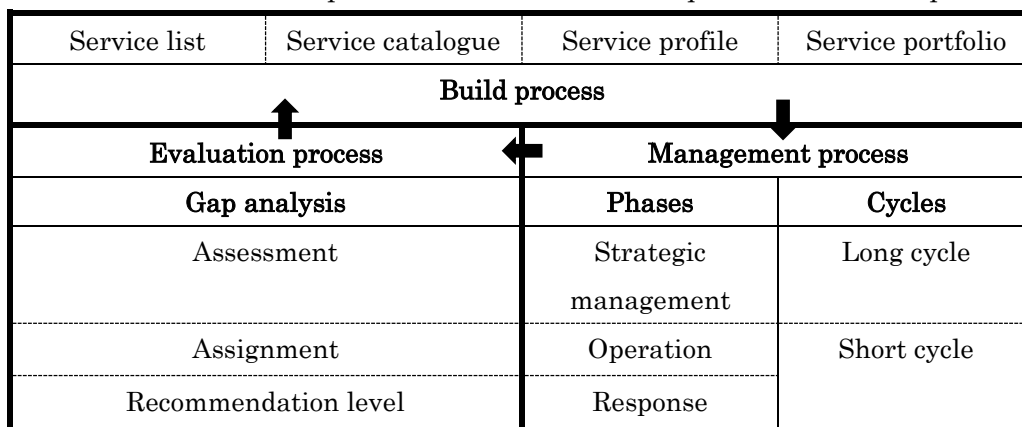 Service list Service catalogue Service profile Service portfolio
Build process
Evaluation process Management process
Gap analysis Phases Cycles
Assessment Strategic management Long cycle
Assignment Operation Short cycle
Recommendation level Response